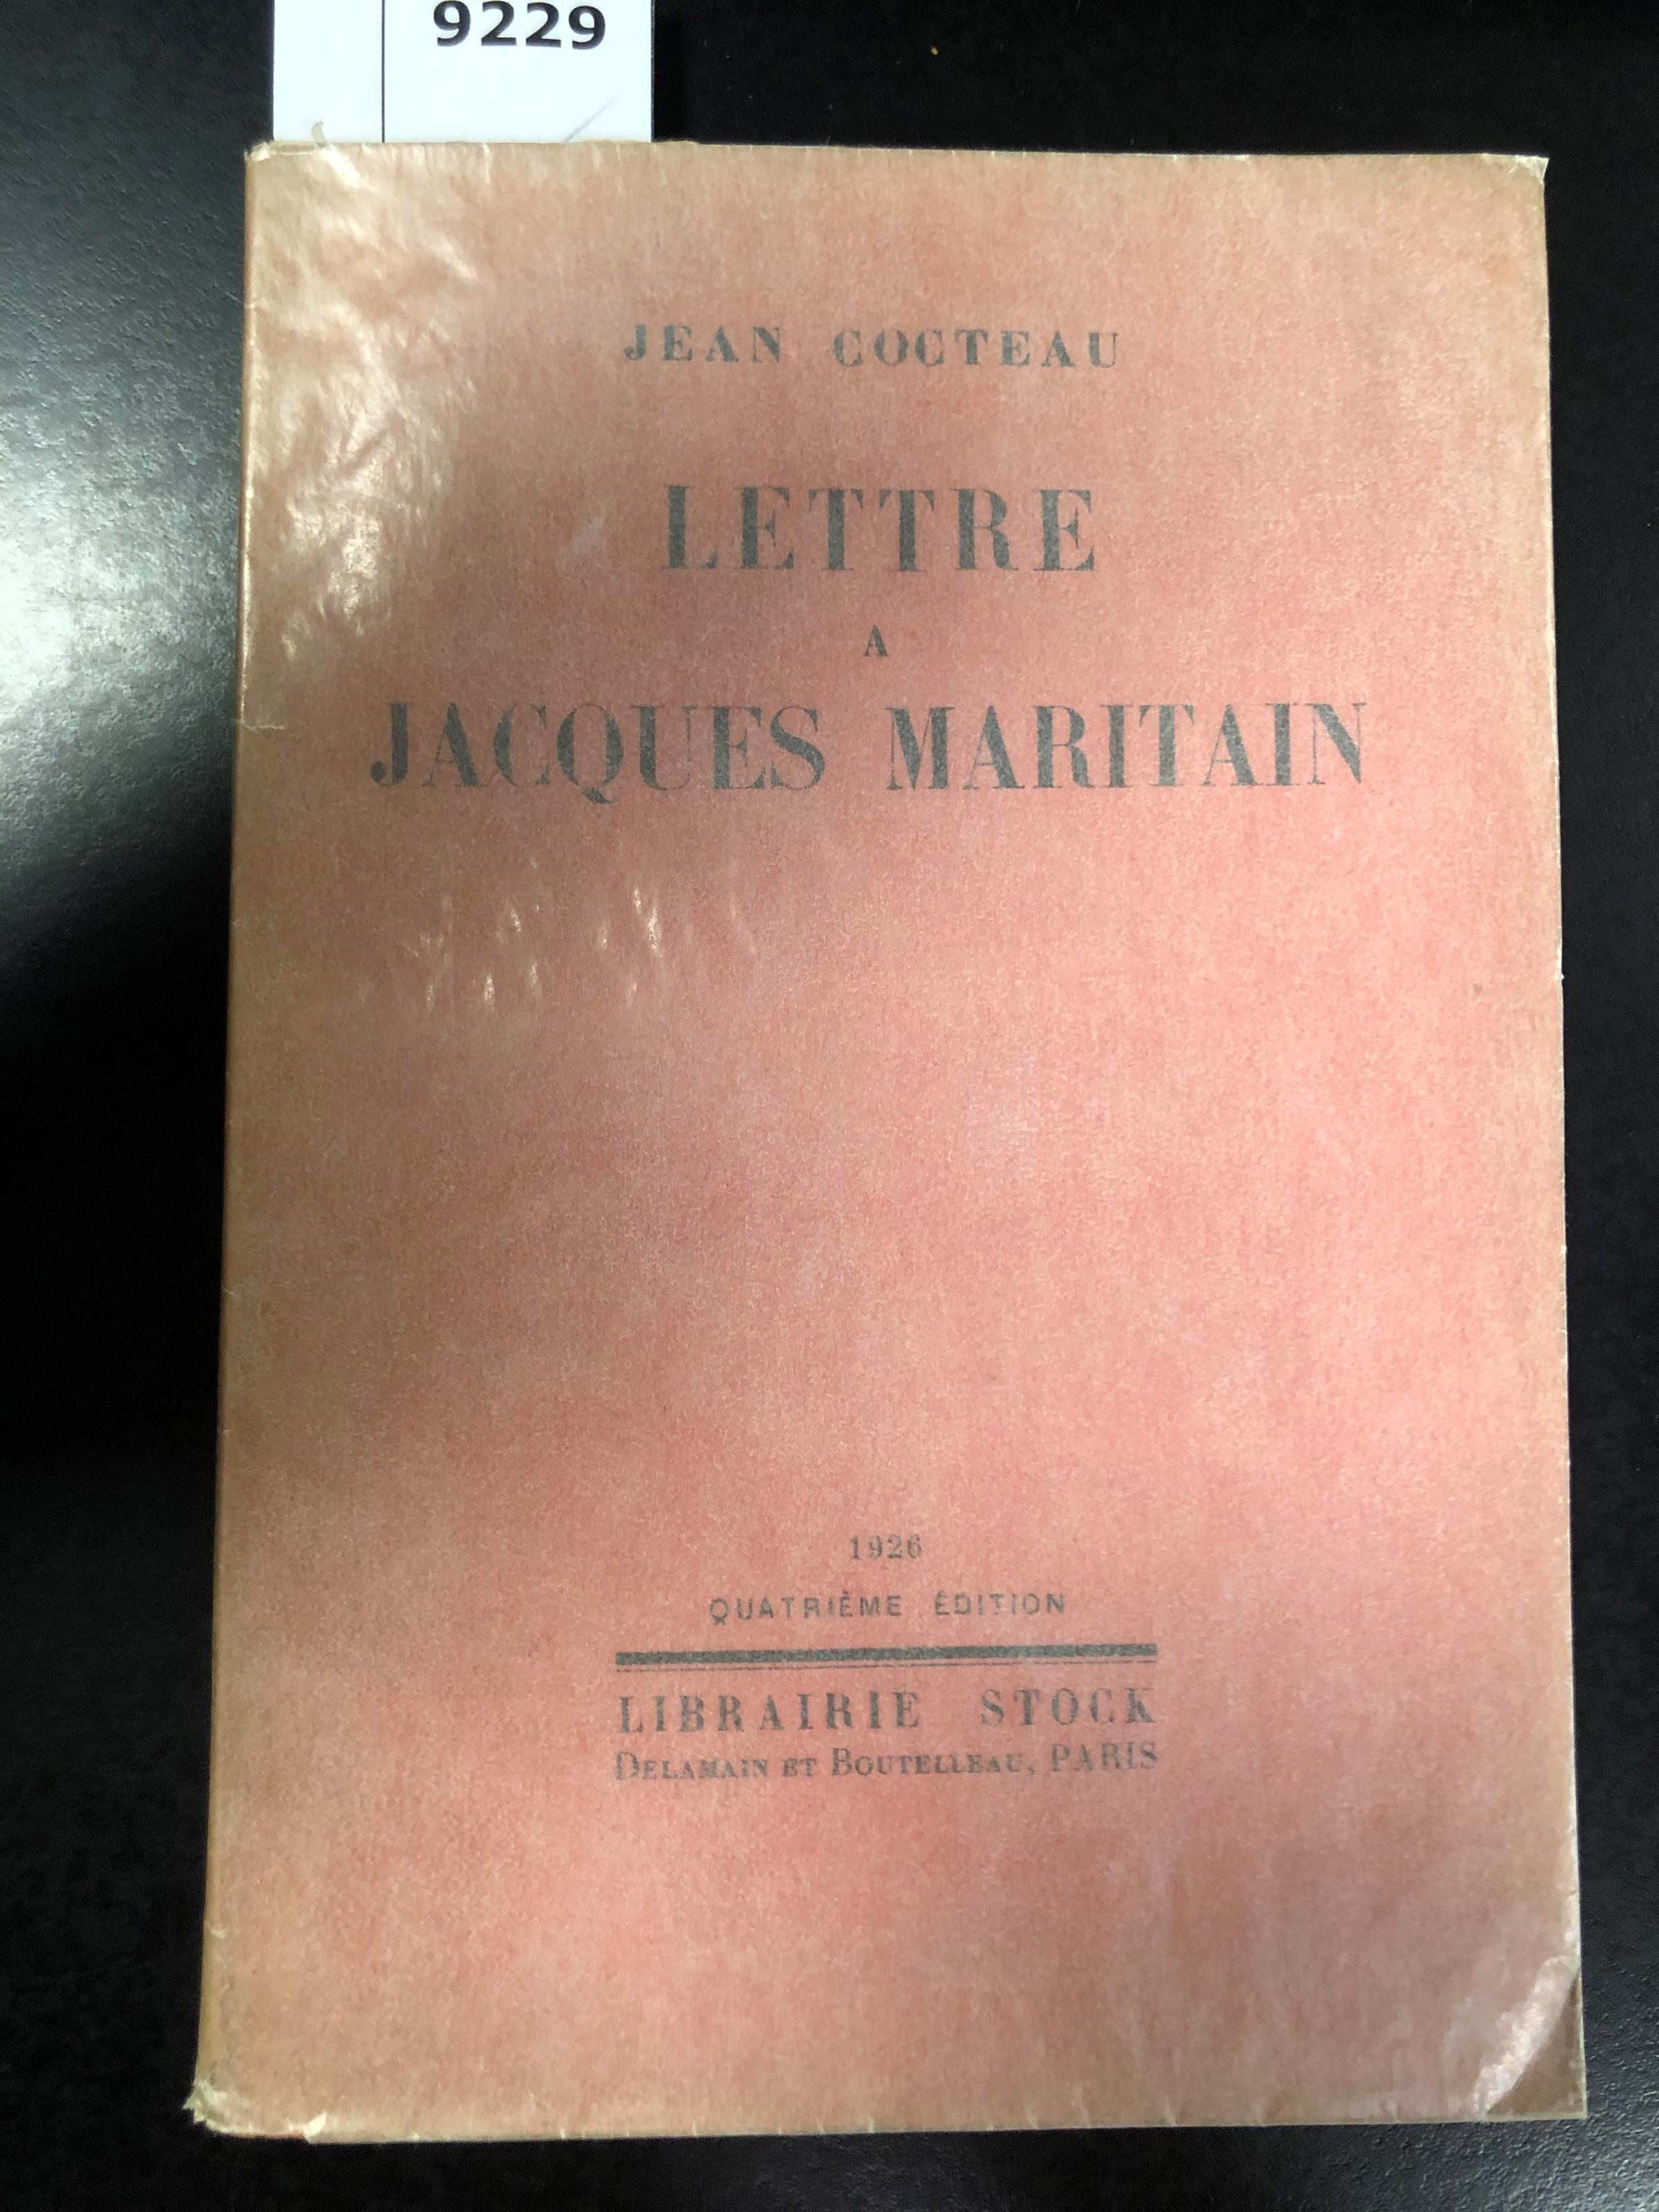 9229
JEAN COCTEAU
LETTRE
A
JACQUES MARITAIN
1926
QUATRIÈME ÉDITION
LIBRAIRIE STOCK
DELAMAIN ET BOUTELLEAU, PARIS